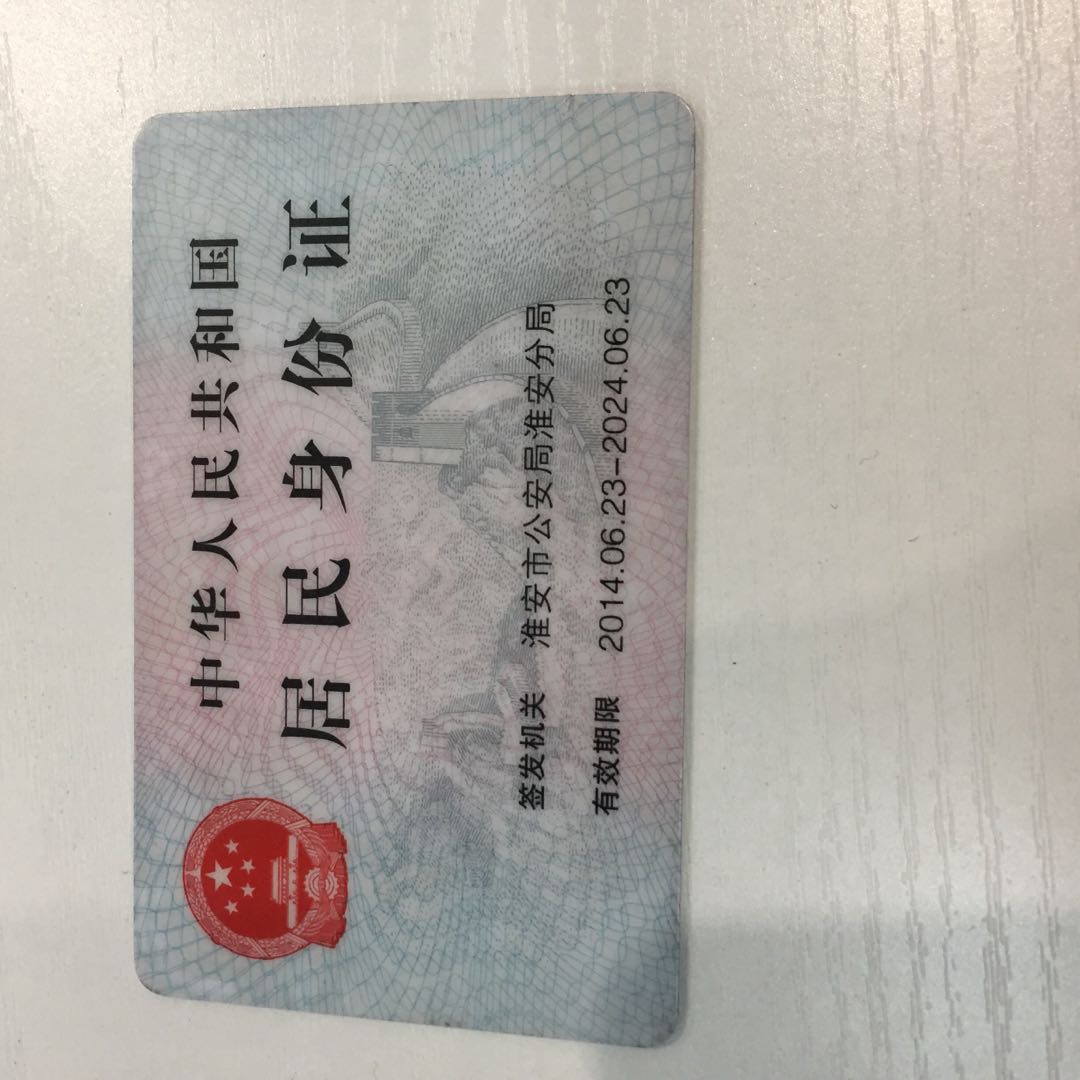 中华人民共和国
居民身份证
签发机关 淮安市公安局淮安分局
有效期限 2014.06.23-2024.06.23